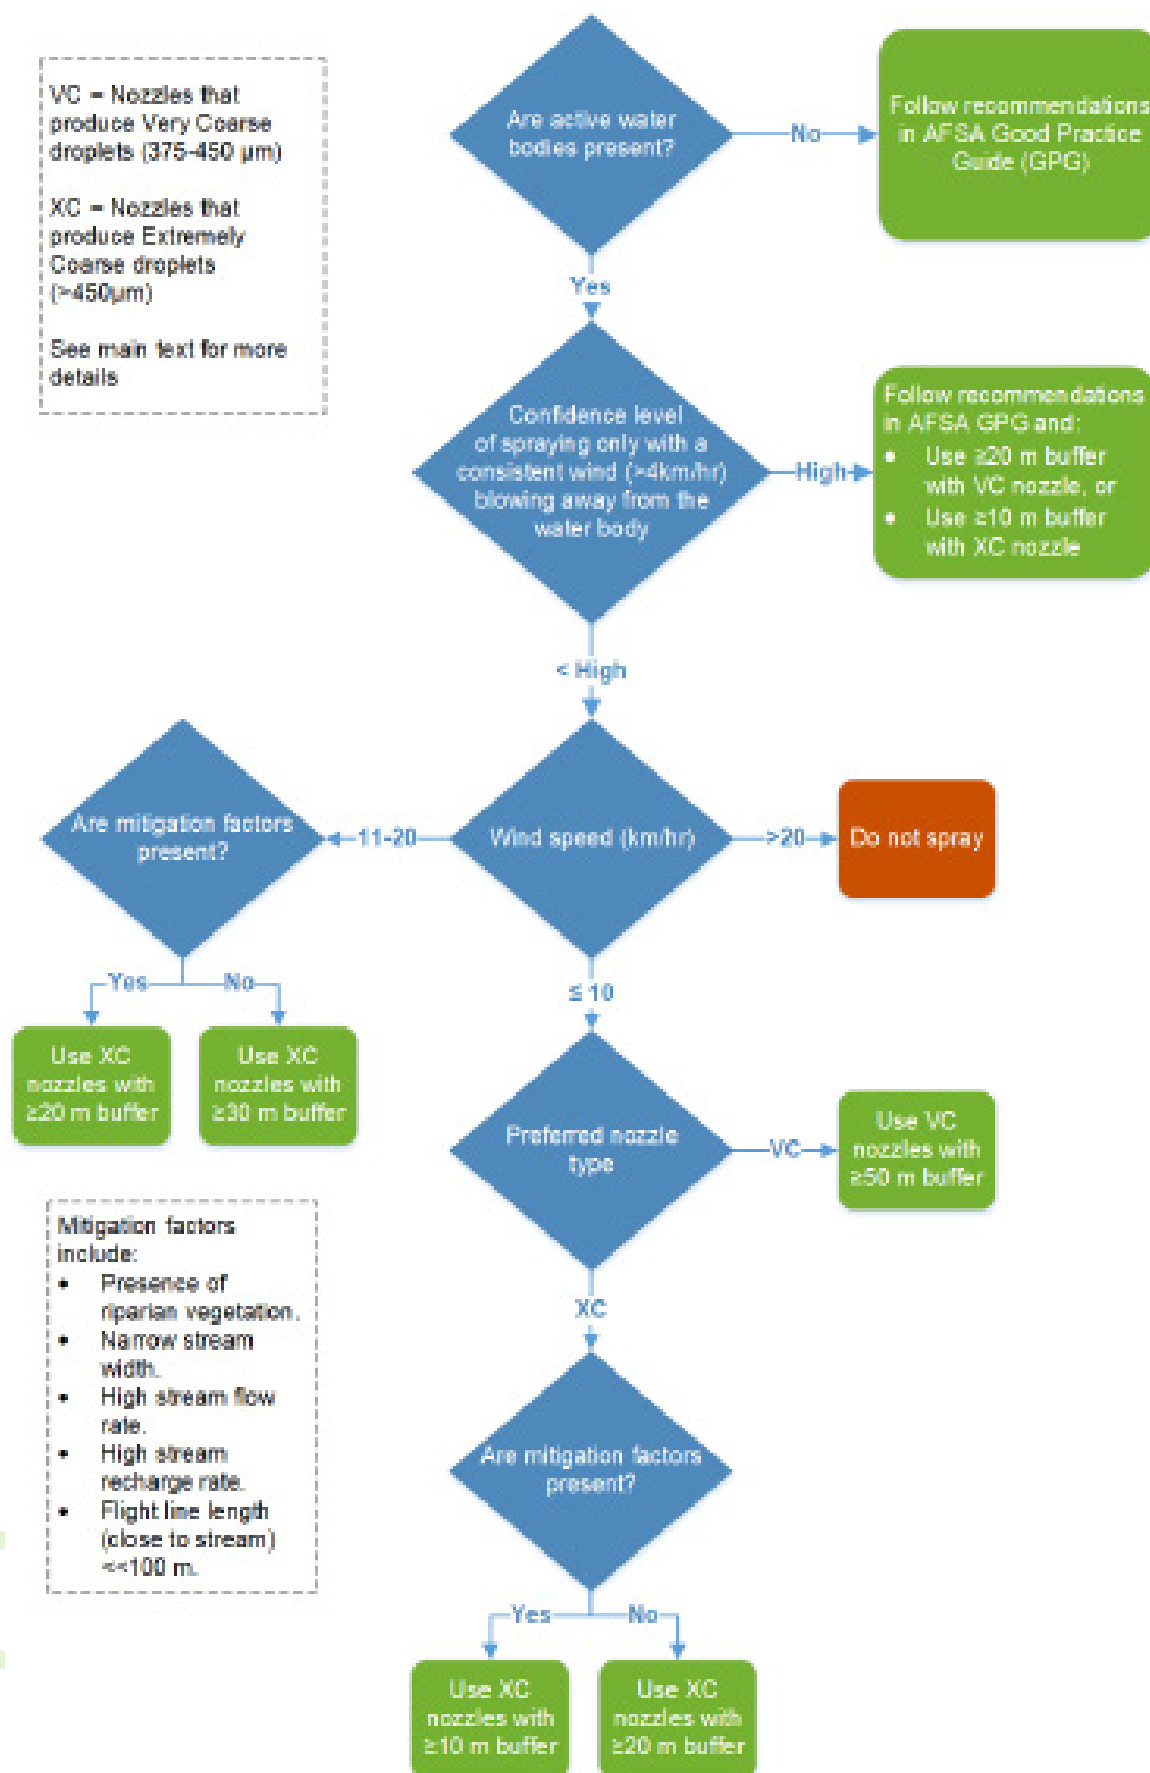 VC = Nozzles that
produce Very Coarse
droplets (375-450 μm)
XC = Nozzles that
produce Extremely
Coarse droplets
(>450μm)
See main text for more
details
Are active water
bodies present?
No
Follow recommendations
in AFSA Good Practice
Guide (GPG)
Yes
Confidence level
of spraying only with a
consistent wind (>4km/hr)
blowing away from the
water body
High
Follow recommendations
in AFSA GPG and:
• Use ≥20 m buffer
with VC nozzle, or
• Use ≥10 m buffer
with XC nozzle
< High
Are mitigation factors
present?
11-20
Wind speed (km/hr)
>20
Do not spray
Yes
No
≤ 10
Use XC
nozzles with
≥20 m buffer
Use XC
nozzles with
≥30 m buffer
Preferred nozzle
type
VC
Use VC
nozzles with
≥50 m buffer
Mitigation factors
include:
• Presence of
riparian vegetation.
• Narrow stream
width.
• High stream flow
rate.
• High stream
recharge rate.
• Flight line length
(close to stream)
<<100 m.
XC
Are mitigation factors
present?
Yes
No
Use XC
nozzles with
≥10 m buffer
Use XC
nozzles with
≥20 m buffer